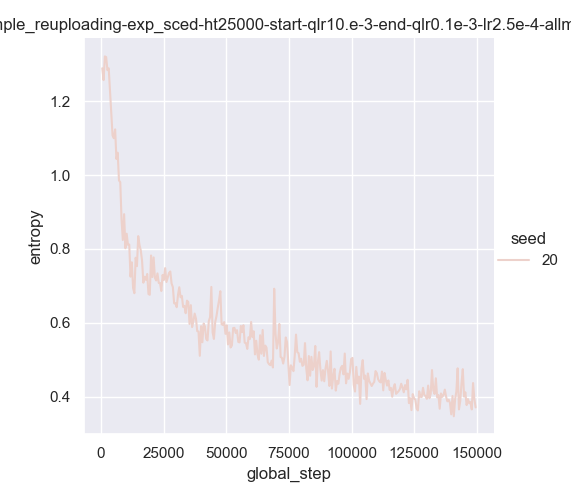 nple_reuploading-exp_sced-ht25000-start-qlr10.e-3-end-qlr0.1e-3-lr2.5e-4-allm
1.2
1.0
0.8
0.6
0.4
entropy
seed
20
0 25000 50000 75000 100000 125000 150000
global_step